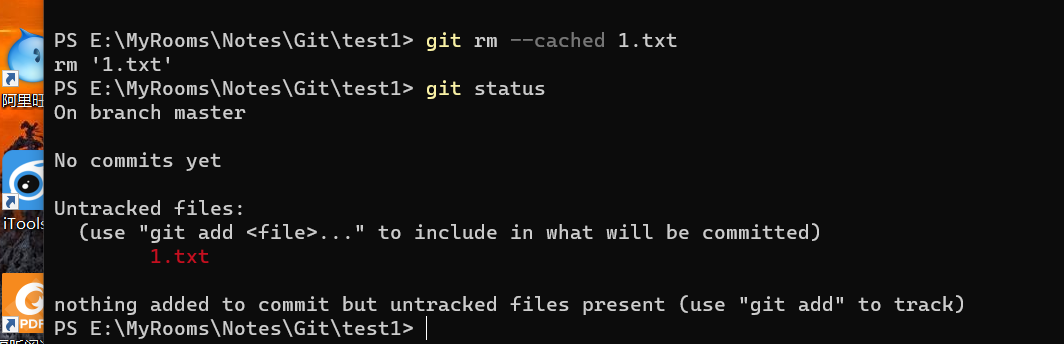 PS E:\MyRooms\Notes\Git\test1> git rm --cached 1.txt
rm '1.txt'
PS E:\MyRooms\Notes\Git\test1> git status
On branch master
No commits yet
Untracked files:
(use "git add <file>..." to include in what will be committed)
1.txt
nothing added to commit but untracked files present (use "git add" to track)
PS E:\MyRooms\Notes\Git\test1>
阿里旺
iTools
PDF